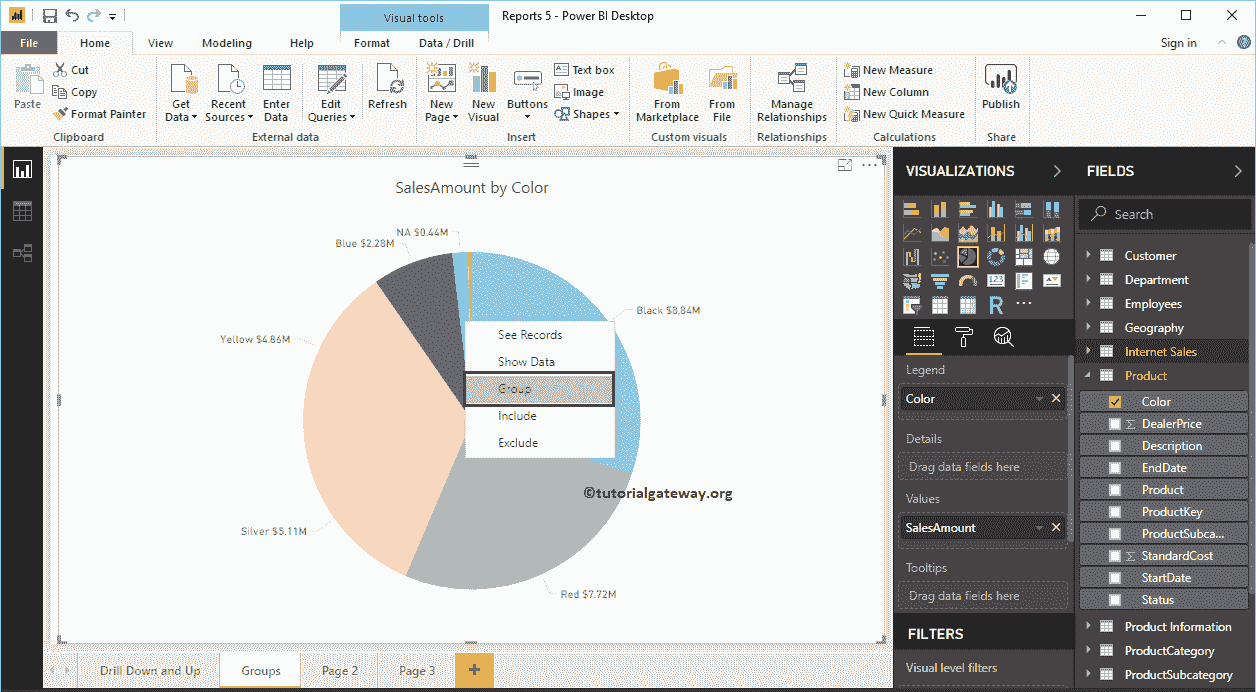 Visual tools
Reports 5 - Power BI Desktop
File
Home
View
Modeling
Help
Format
Data / Drill
Sign in
Paste
Cut
Copy
Format Painter
Clipboard
Get Data
Recent Sources
Enter Data
Edit Queries
External data
Refresh
New Page
New Visual
Buttons
Text box
Image
Shapes
Insert
From Marketplace
From File
Custom visuals
Manage Relationships
Relationships
New Measure
New Column
New Quick Measure
Calculations
Publish
Share
SalesAmount by Color
NA $0.44M
Blue $2.28M
Black $8.84M
Yellow $4.86M
Silver $5.11M
Red $7.72M
See Records
Show Data
Group
Include
Exclude
©tutorialgateway.org
Drill Down and Up
Groups
Page 2
Page 3
+
VISUALIZATIONS
123
R
Legend
Color
Details
Drag data fields here
Values
SalesAmount
Tooltips
Drag data fields here
FILTERS
Visual level filters
FIELDS
Search
Customer
Department
Employees
Geography
Internet Sales
Product
Color
Σ DealerPrice
Description
EndDate
Product
ProductKey
ProductSubca...
Σ StandardCost
StartDate
Status
Product Information
ProductCategory
ProductSubcategory